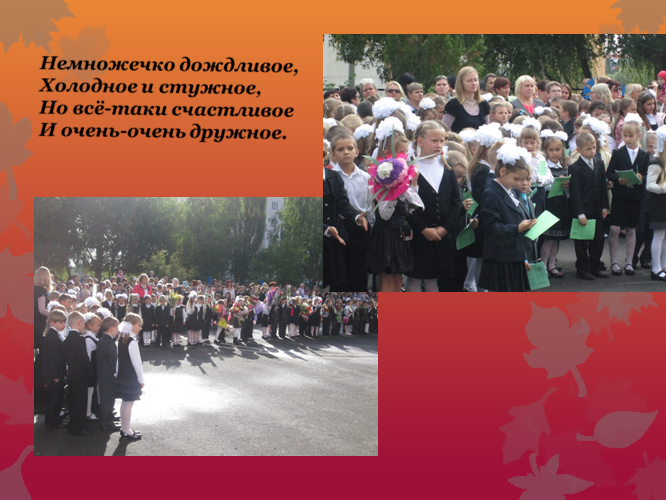 Немножечко дождливое,
Холодное и стужное,
Но всё-таки счастливое
И очень-очень дружное.